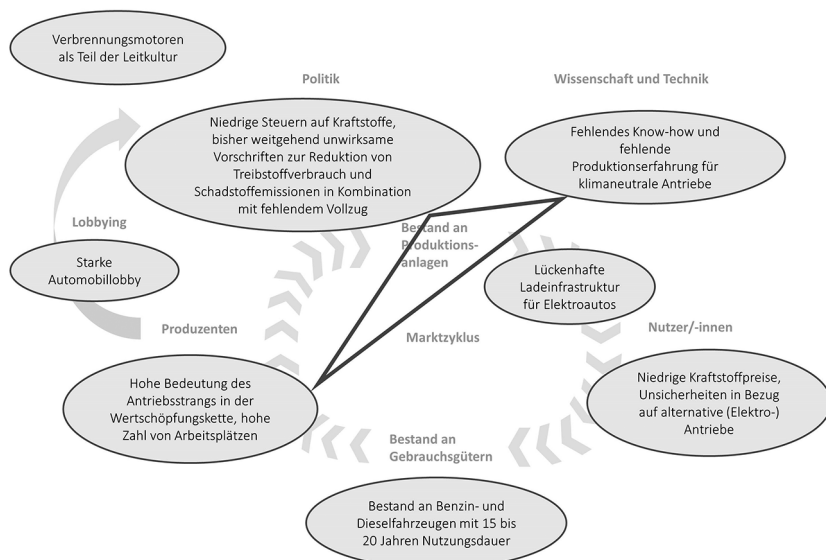 Verbrennungsmotoren
als Teil der Leitkultur
Politik
Wissenschaft und Technik
Niedrige Steuern auf Kraftstoffe,
bisher weitgehend unwirksame
Vorschriften zur Reduktion von
Treibstoffverbrauch und
Schadstoffemissionen in Kombination
mit fehlendem Vollzug
Fehlendes Know-how und
fehlende
Produktionserfahrung für
klimaneutrale Antriebe
Lobbying
Bestand an
Produktions-
anlagen
Starke
Automobillobby
Lückenhafte
Ladeinfrastruktur
für Elektroautos
Produzenten
Marktzyklus
Nutzer/-innen
Hohe Bedeutung des
Antriebsstrangs in der
Wertschöpfungskette, hohe
Zahl von Arbeitsplätzen
Niedrige Kraftstoffpreise,
Unsicherheiten in Bezug
auf alternative (Elektro-)
Antriebe
Bestand an
Gebrauchsgütern
Bestand an Benzin- und
Dieselfahrzeugen mit 15 bis
20 Jahren Nutzungsdauer